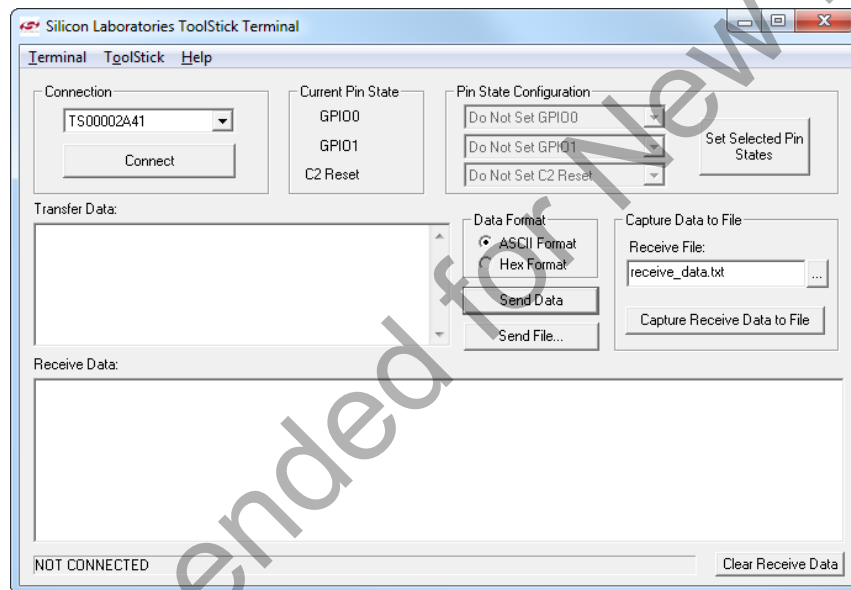 Silicon Laboratories ToolStick Terminal
Terminal ToolStick Help
Connection
TS00002A41
Connect
Current Pin State
GPIO0
GPIO1
C2 Reset
Pin State Configuration
Do Not Set GPIO0
Do Not Set GPIO1
Do Not Set C2 Reset
Set Selected Pin
States
Transfer Data:
Data Format
ASCII Format
Hex Format
Send Data
Send File...
Capture Data to File
Receive File:
receive_data.txt
...
Capture Receive Data to File
Receive Data:
NOT CONNECTED
Clear Receive Data
ended for New